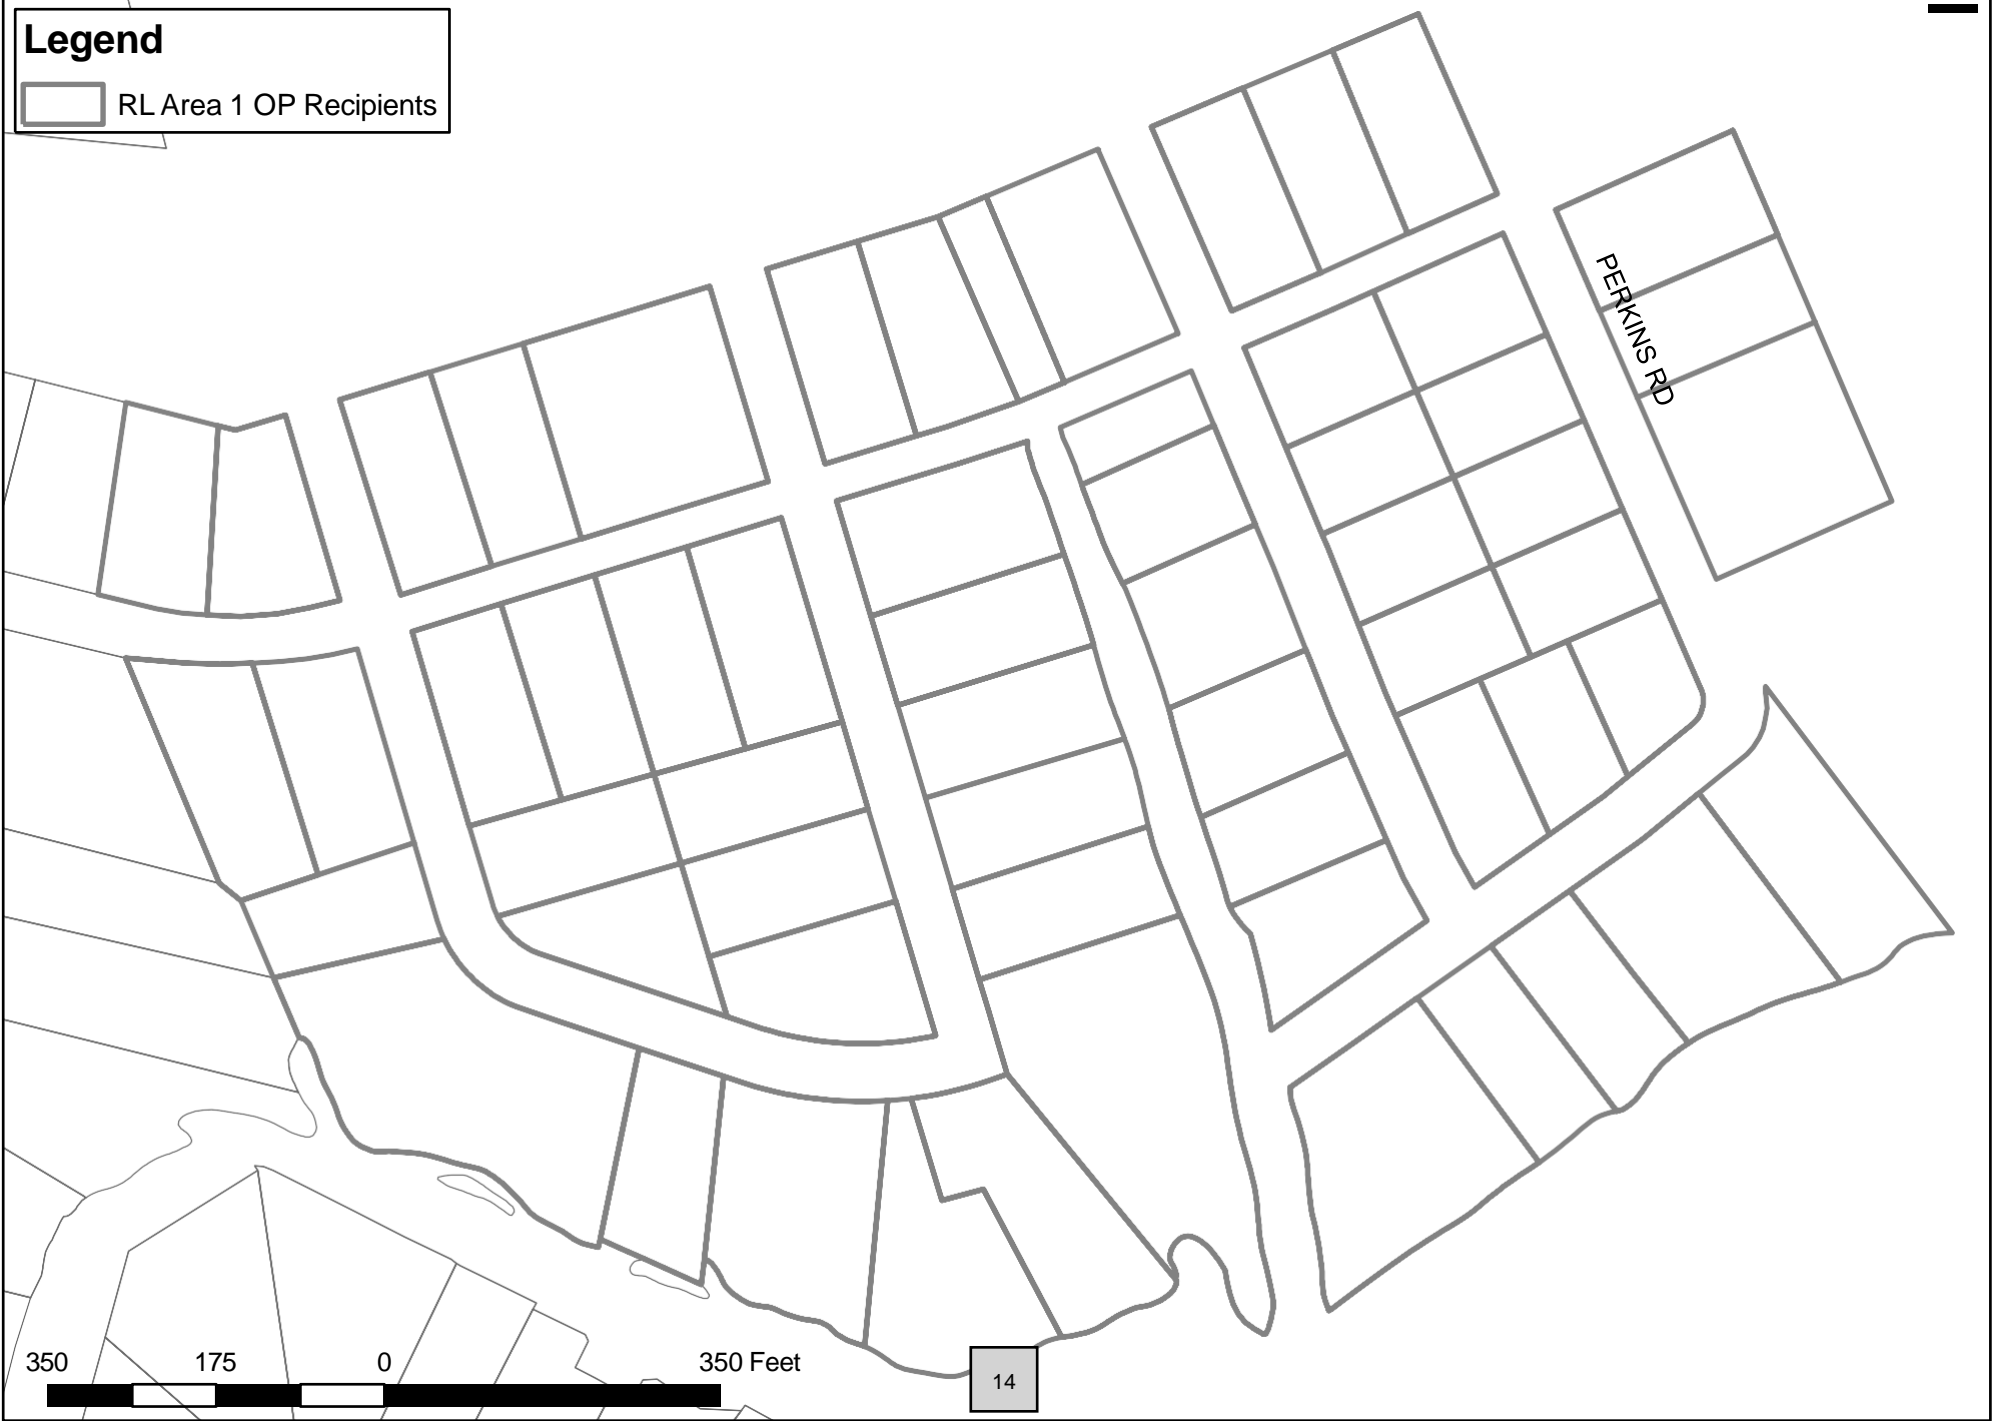 Legend
RL Area 1 OP Recipients
PERKINS RD
350 175 0 350 Feet
14